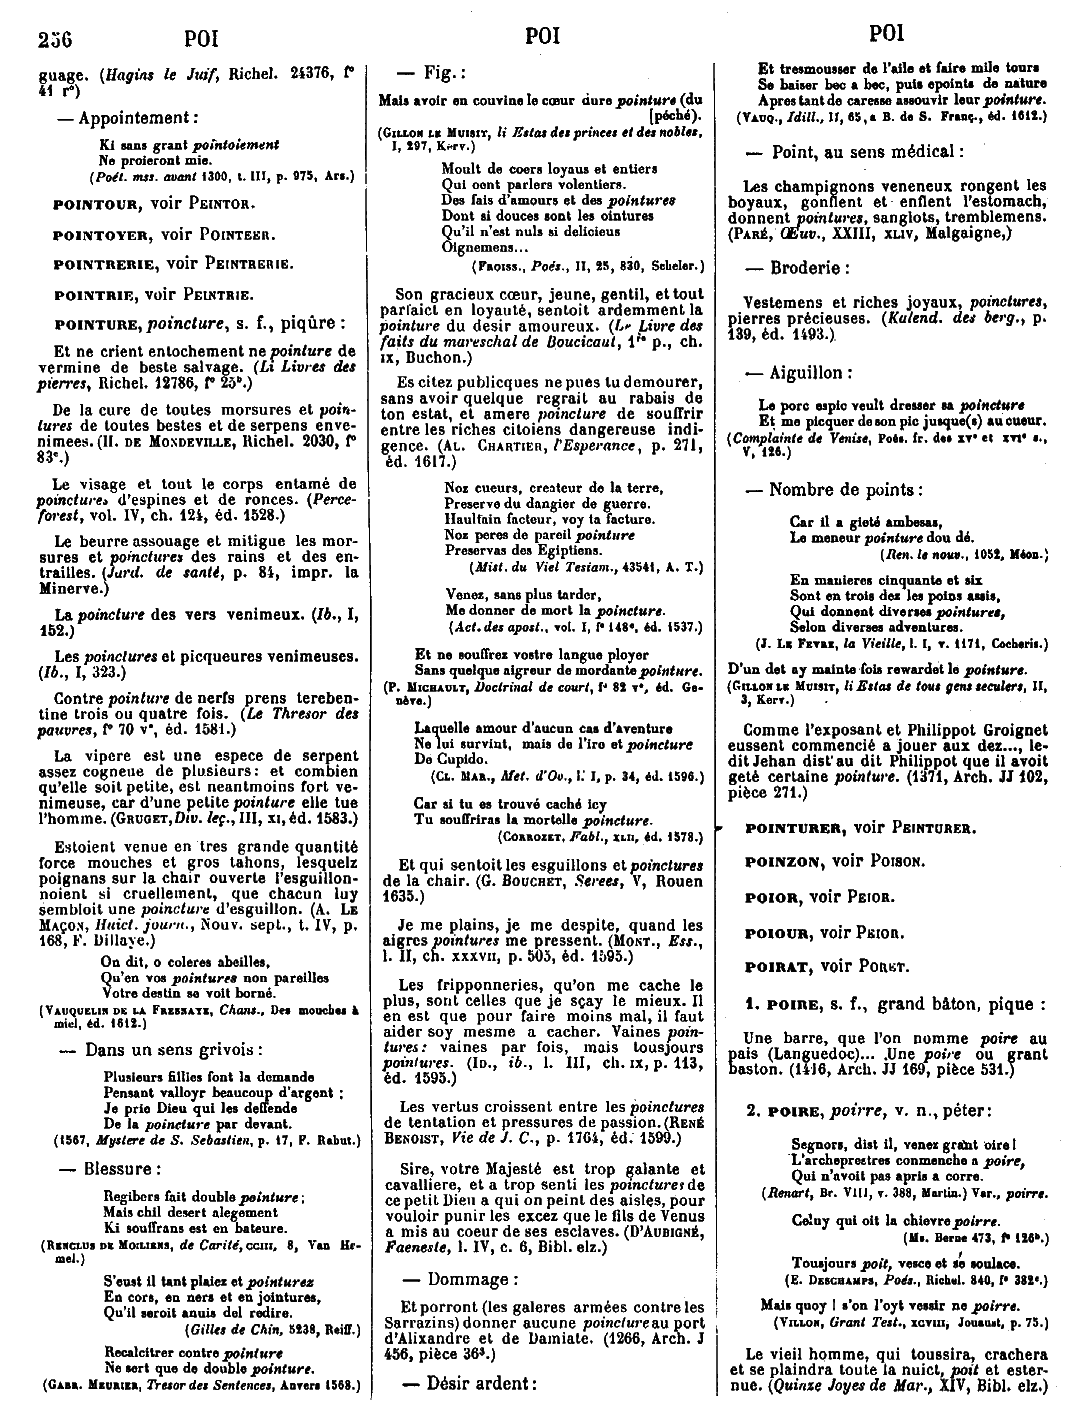 256 POI POI POI
guage. (Hagins le Juif, Richel. 24376, f°
41 r°)
— Appointement :
Ki sans grant pointoiement
Ne proieront mie.
(Poét. mss. avant 1300, t. III, p. 975, Ars.)
POINTOUR, voir PEINTOR.
POINTOYER, voir POINTEER.
POINTRERIE, voir PEINTRERIE.
POINTRIE, voir PEINTRIE.
POINTURE, poincture, s. f., piqûre :
Et ne crient entochement ne pointure de
vermine de beste salvage. (Li Livres des
pierres, Richel. 12786, f° 25b.)
De la cure de toutes morsures et poin-
tures de toutes bestes et de serpens enve-
nimees. (H. DE MONDEVILLE, Richel. 2030, f°
83c.)
Le visage et tout le corps entamé de
poinctures d'espines et de ronces. (Perce-
forest, vol. IV, ch. 124, éd. 1528.)
Le beurre assouage et mitigue les mor-
sures et poinctures des rains et des en-
trailles. (Jard. de santé, p. 84, impr. la
Minerve.)
La poincture des vers venimeux. (Ib., I,
152.)
Les poinctures et picqueures venimeuses.
(Ib., I, 323.)
Contre pointure de nerfs prens tereben-
tine trois ou quatre fois. (Le Thresor des
pauvres, f° 70 v°, éd. 1581.)
La vipere est une espece de serpent
assez cogneue de plusieurs : et combien
qu'elle soit petite, est neantmoins fort ve-
nimeuse, car d'une petite pointure elle tue
l'homme. (GRUGET, Div. leç., III, XI, éd. 1583.)
Estoient venue en tres grande quantité
force mouches et gros tahons, lesquelz
poignans sur la chair ouverte l'esguillon-
noient si cruellement, que chacun luy
sembloit une poincture d'esguillon. (A. LE
MAÇON, Huict. journ., Nouv. sept., t. IV, p.
168, F. Dillaye.)
On dit, o coleres abeilles,
Qu'en vos pointures non pareilles
Votre destin se voit borné.
(VAUQUELIN DE LA FRESNAYE, Chans., Des mouches à
miel, éd. 1612.)
— Dans un sens grivois :
Plusieurs fillies font la demande
Pensant valloyr beaucoup d'argent ;
Je prie Dieu qui les deffende
De la poincture par devant.
(1567, Mystere de S. Sebastien, p. 17, F. Rabut.)
— Blessure :
Regibers fait double pointure ;
Mais chil desert alegement
Ki souffrans est en bateure.
(RENCLUS DE MOILIENS, de Carité, CCIII, 8, Van Ha-
mel.)
S'eust il tant plaiez et pointurez
En cors, en ners et en jointures,
Qu'il seroit anuis del redire.
(Gilles de Chin, 5238, Reiff.)
Recalcitrer contre pointure
Ne sert que de double pointure.
(GABR. MEURIER, Tresor des Sentences, Anvers 1568.)
— Fig. :
Mais avoir en couvine le cœur dure pointure (du
[péché).
(GILLON LE MUISIT, li Estas des princes et des nobles,
I, 297, Kerv.)
Moult de coers loyaus et entiers
Qui oont parlers volentiers.
Des fais d'amours et des pointures
Dont si douces sont les ointures
Qu'il n'est nuls si delicieus
Oignemens...
(FROISS., Poés., II, 25, 830, Scheler.)
Son gracieux cœur, jeune, gentil, et tout
parfaict en loyauté, sentoit ardemment la
pointure du desir amoureux. (Le Livre des
faits du mareschal de Boucicaut, 1re p., ch.
IX, Buchon.)
Es citez publicques ne pues tu demourer,
sans avoir quelque regrait au rabais de
ton estat, et amere poincture de souffrir
entre les riches citoiens dangereuse indi-
gence. (AL. CHARTIER, l'Esperance, p. 271,
éd. 1617.)
Noz cueurs, createur de la terre,
Preserve du dangier de guerre.
Haultain facteur, voy ta facture.
Noz peres de pareil pointure
Preservas des Egiptiens.
(Mist. du Viel Testam., 43541, A. T.)
Venez, sans plus tarder,
Me donner de mort la poincture.
(Act. des apost., vol. I, f° 148a, éd. 1537.)
Et ne souffrez vostre langue ployer
Sans quelque aigreur de mordante pointure.
(P. MICHAULT, Doctrinal de court, f° 82 v°, éd. Ge-
nève.)
Laquelle amour d'aucun cas d'aventure
Ne lui survint, mais de l'ire et poincture
De Cupido.
(CL. MAR., Met. d'Ov., l. I, p. 34, éd. 1596.)
Car si tu es trouvé caché icy
Tu souffriras la mortelle poincture.
(CORROZET, Fabl., XLII, éd. 1578.)
Et qui sentoit les esguillons et poinctures
de la chair. (G. BOUCHET, Serees, V, Rouen
1635.)
Je me plains, je me despite, quand les
aigres pointures me pressent. (MONT., Ess.,
l. II, ch. XXXVII, p. 505, éd. 1595.)
Les fripponneries, qu'on me cache le
plus, sont celles que je sçay le mieux. Il
en est que pour faire moins mal, il faut
aider soy mesme a cacher. Vaines poin-
tures : vaines par fois, mais tousjours
pointures. (ID., ib., l. III, ch. IX, p. 113,
éd. 1595.)
Les vertus croissent entre les poinctures
de tentation et pressures de passion. (RENÉ
BENOIST, Vie de J. C., p. 1764, éd. 1599.)
Sire, votre Majesté est trop galante et
cavalliere, et a trop senti les poinctures de
ce petit Dieu a qui on peint des aisles, pour
vouloir punir les excez que le fils de Venus
a mis au coeur de ses esclaves. (D'AUBIGNÉ,
Faeneste, l. IV, c. 6, Bibl. elz.)
— Dommage :
Et porront (les galeres armées contre les
Sarrazins) donner aucune poincture au port
d'Alixandre et de Damiate. (1266, Arch. J
456, pièce 36³.)
— Désir ardent :
Et tresmousser de l'aile et faire mile tours
Se baiser bec a bec, puis epoints de nature
Apres tant de caresse assouvir leur pointure.
(VAUQ., Idill., II, 65, a B. de S. Franç., éd. 1612.)
— Point, au sens médical :
Les champignons veneneux rongent les
boyaux, gonflent et enflent l'estomach,
donnent pointures, sanglots, tremblemens.
(PARÉ, Œuv., XXIII, XLIV, Malgaigne,)
— Broderie :
Vestemens et riches joyaux, poinctures,
pierres précieuses. (Kalend. des berg., p.
139, éd. 1493.)
— Aiguillon :
Le porc espic veult dresser sa poincture
Et me picquer de son pic jusque(s) au cueur.
(Complainte de Venise, Poés. fr. des XVe et XVIe s.,
V, 126.)
— Nombre de points :
Car il a gieté ambesas,
Le meneur pointure dou dé.
(Ren. le nouv., 1052, Méon.)
En manieres cinquante et six
Sont en trois dez les poins assis,
Qui donnent diverses pointures,
Selon diverses adventures.
(J. LE FEVRE, la Vieille, l. I, v. 1171, Cocheris.)
D'un det ay mainte fois rewardet le pointure.
(GILLON LE MUISIT, li Estas de tous gens seculers, II,
3, Kerv.)
Comme l'exposant et Philippot Groignet
eussent commencié a jouer aux dez..., le-
dit Jehan dist au dit Philippot que il avoit
geté certaine pointure. (1371, Arch. JJ 102,
pièce 271.)
POINTURER, voir PEINTURER.
POINZON, voir POISON.
POIOR, voir PEIOR.
POIOUR, voir PEIOR.
POIRAT, voir PORET.
1. POIRE, s. f., grand bâton, pique :
Une barre, que l'on nomme poire au
païs (Languedoc)... Une poire ou grant
baston. (1416, Arch. JJ 169, pièce 531.)
2. POIRE, poirre, v. n., péter :
Segnors, dist il, venez grant oire !
L'archeprestres conmenche a poire,
Qui n'avoit pas apris a corre.
(Renart, Br. VIII, v. 388, Martin.) Var., poirre.
Celuy qui oit la chievre poirre.
(Ms. Berne 473, f° 126b.)
Tousjours poit, vesce et se soulace.
(E. DESCHAMPS, Poés., Richel. 840, f° 382c.)
Mais quoy ! s'on l'oyt vessir ne poirre.
(VILLON, Grant Test., XCVIII, Jouaust, p. 75.)
Le vieil homme, qui toussira, crachera
et se plaindra toute la nuict, poit et ester-
nue. (Quinze Joyes de Mar., XIV, Bibl. elz.)